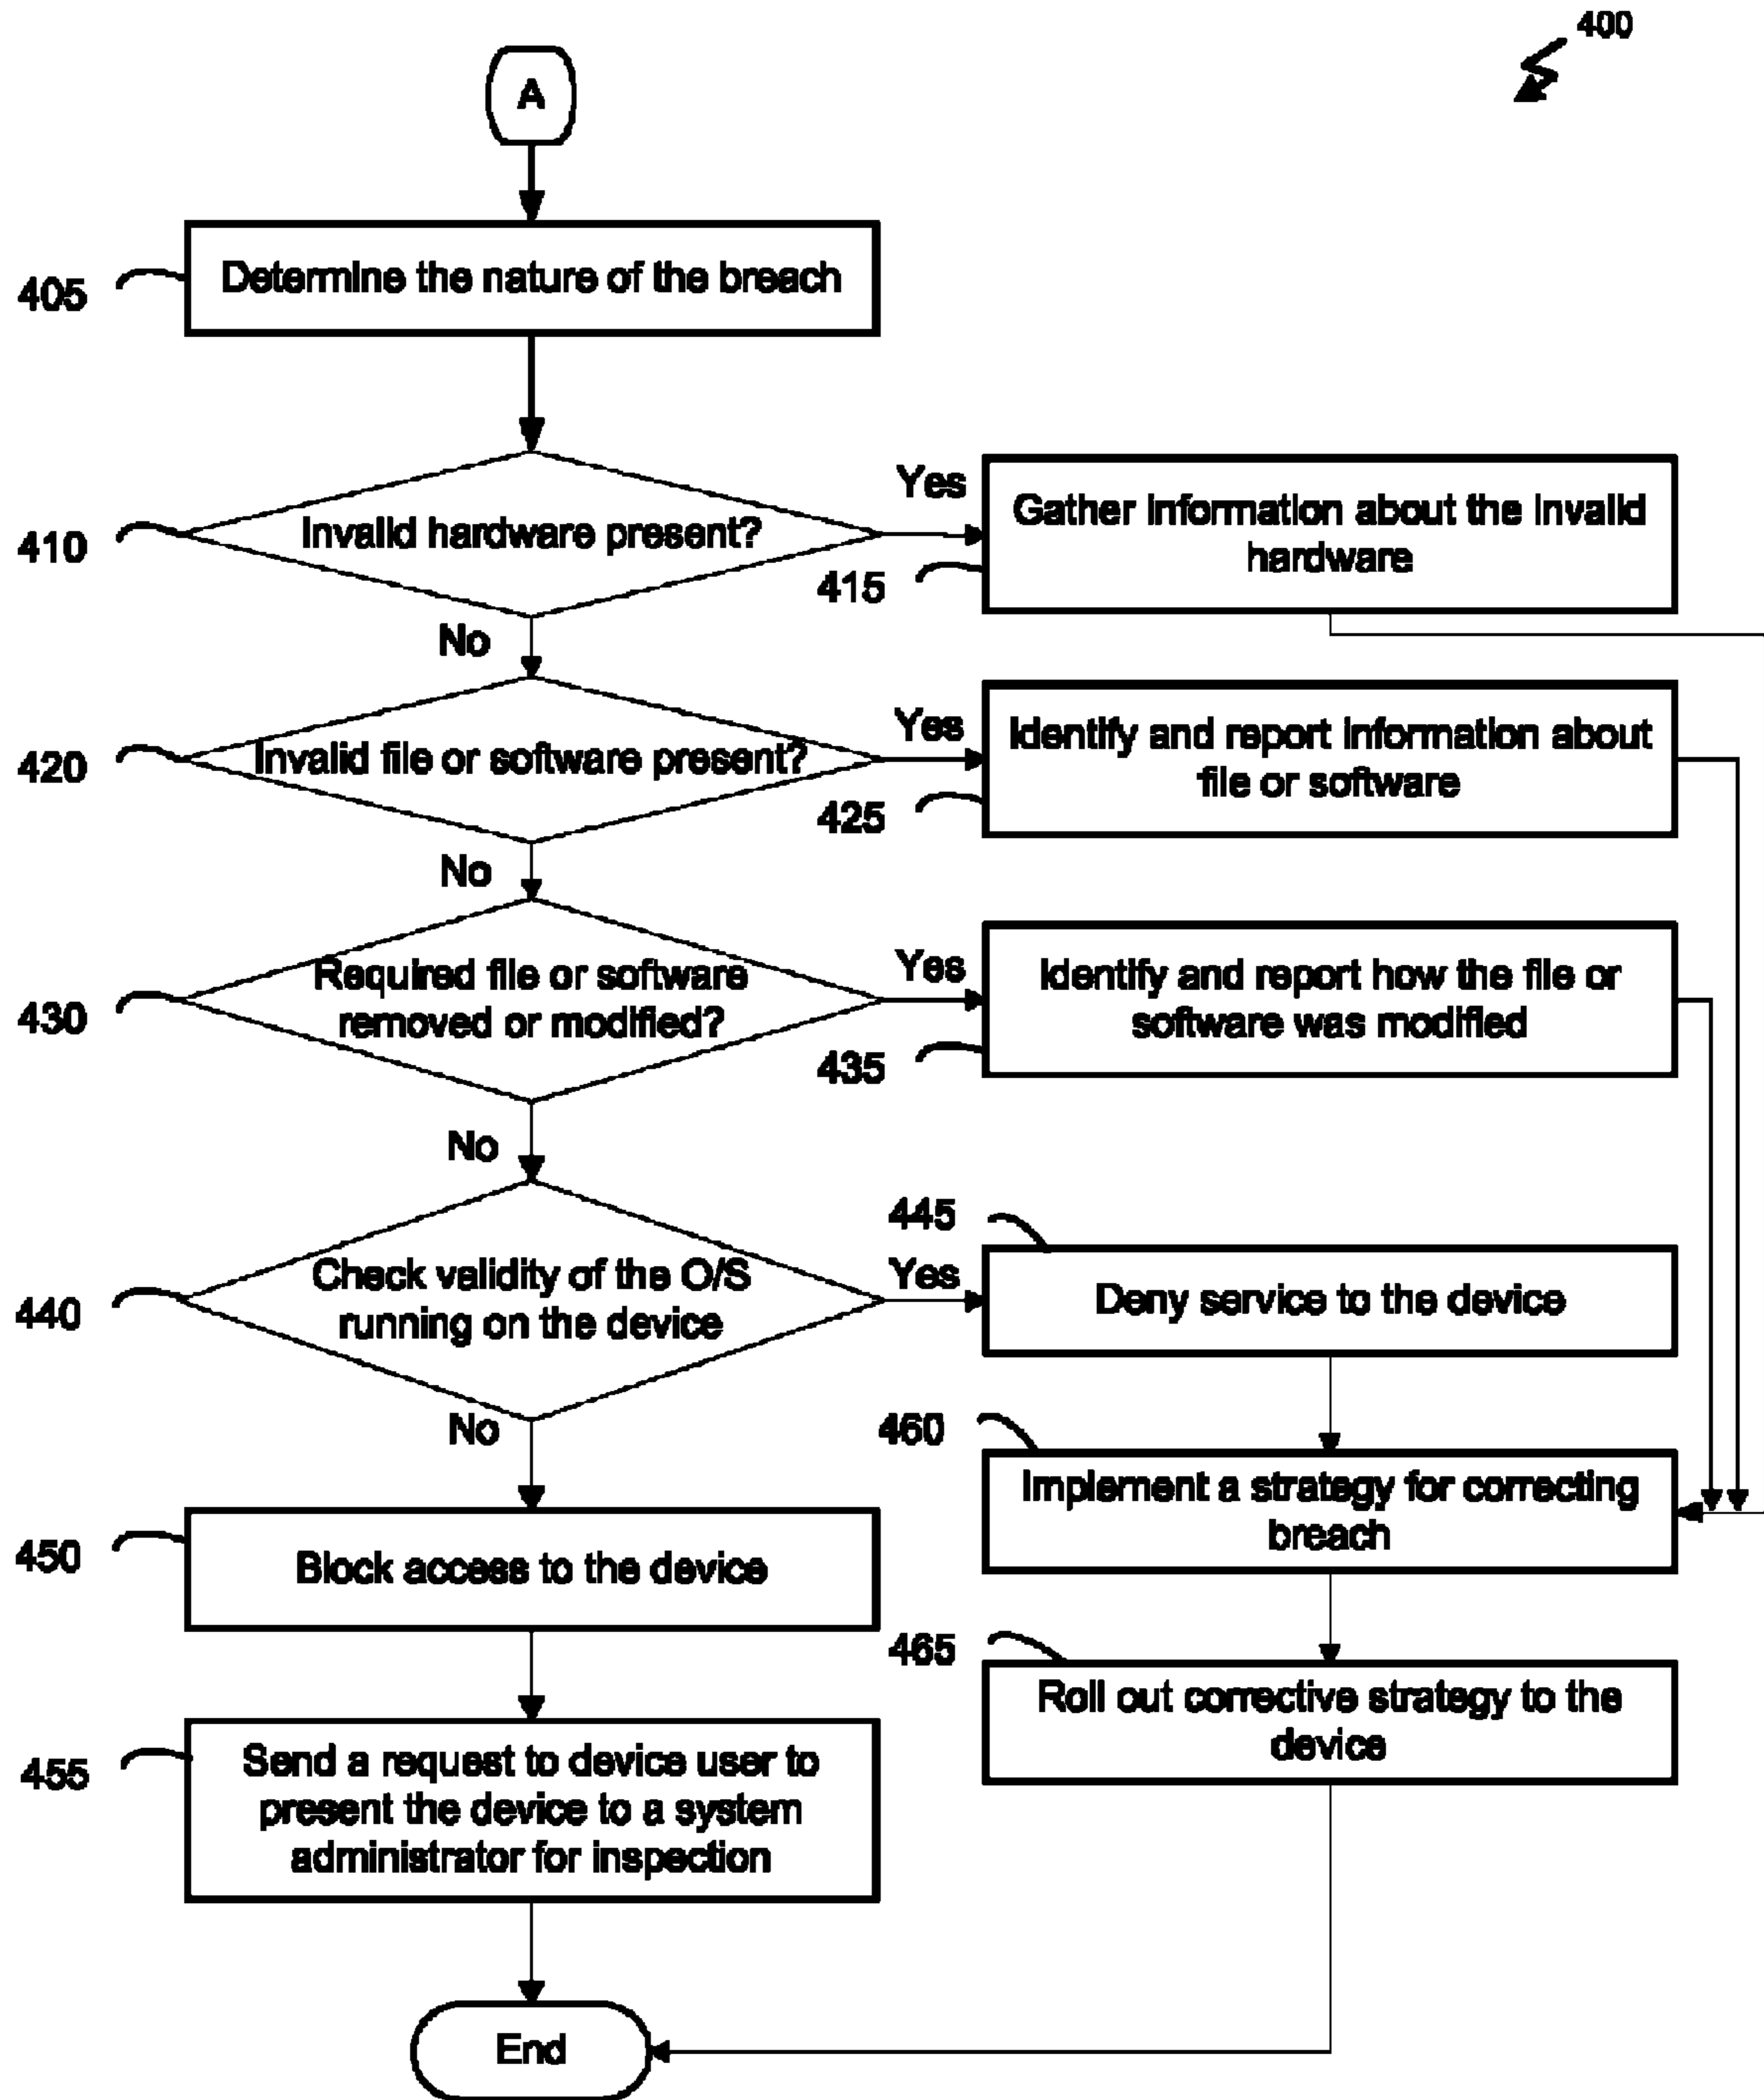 400
A
405
Determine the nature of the breach
410
Invalid hardware present?
Yes
No
415
Gather information about the invalid
hardware
420
Invalid file or software present?
Yes
No
425
Identify and report information about
file or software
430
Required file or software
removed or modified?
Yes
No
435
Identify and report how the file or
software was modified
440
Check validity of the O/S
running on the device
Yes
No
445
Deny service to the device
460
Implement a strategy for correcting
breach
450
Block access to the device
465
Roll out corrective strategy to the
device
455
Send a request to device user to
present the device to a system
administrator for inspection
End